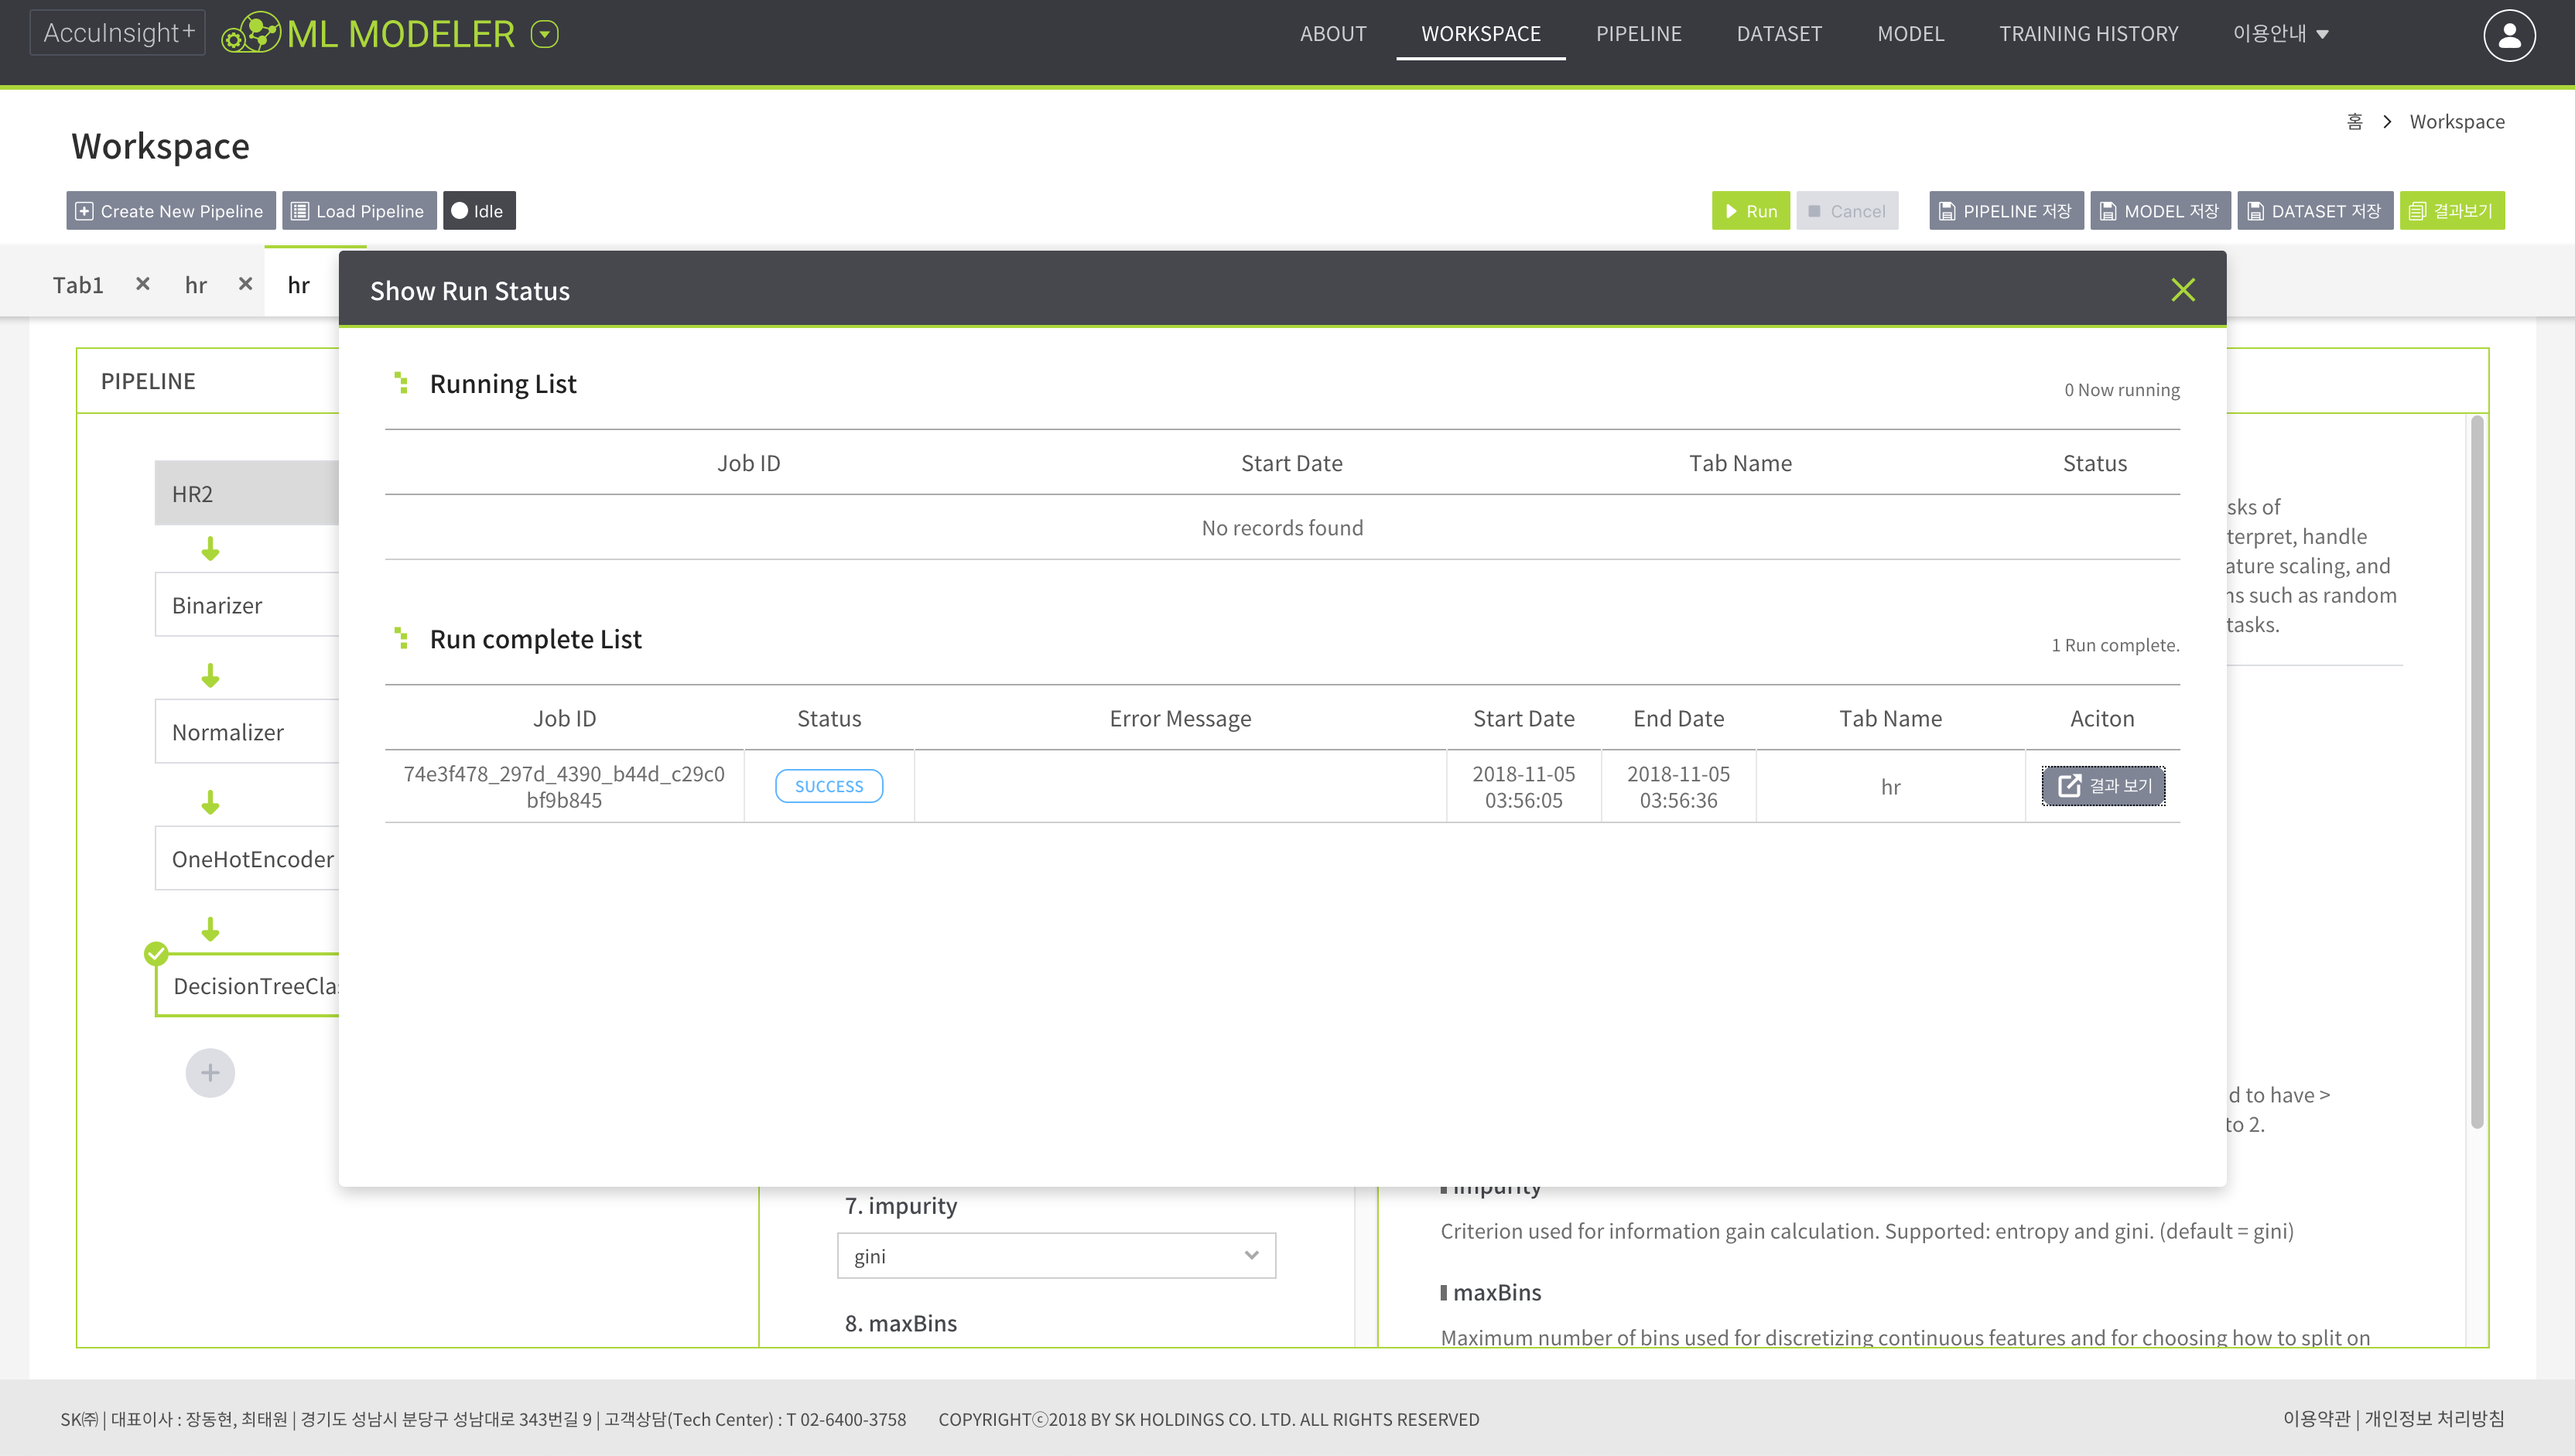 AccuInsight+ ML MODELER
ABOUT WORKSPACE PIPELINE DATASET MODEL TRAINING HISTORY 이용안내
홈 > Workspace
Workspace
Create New Pipeline Load Pipeline Idle Run Cancel PIPELINE 저장 MODEL 저장 DATASET 저장 결과보기
Tab1 hr hr
Show Run Status
PIPELINE
HR2
Binarizer
Normalizer
OneHotEncoder
DecisionTreeClas
Running List
0 Now running
Job ID Start Date Tab Name Status
No records found
Run complete List
1 Run complete.
Job ID Status Error Message Start Date End Date Tab Name Aciton
74e3f478_297d_4390_b44d_c29c0
bf9b845
SUCCESS
2018-11-05
03:56:05
2018-11-05
03:56:36
hr
결과 보기
sks of
terpret, handle
ature scaling, and
ns such as random
tasks.
d to have >
to 2.
7. impurity
gini
8. maxBins
impurity
Criterion used for information gain calculation. Supported: entropy and gini. (default = gini)
maxBins
Maximum number of bins used for discretizing continuous features and for choosing how to split on
SK㈜ | 대표이사 : 장동현, 최태원 | 경기도 성남시 분당구 성남대로 343번길 9 | 고객상담(Tech Center) : T 02-6400-3758 COPYRIGHTⓒ2018 BY SK HOLDINGS CO. LTD. ALL RIGHTS RESERVED
이용약관 | 개인정보 처리방침